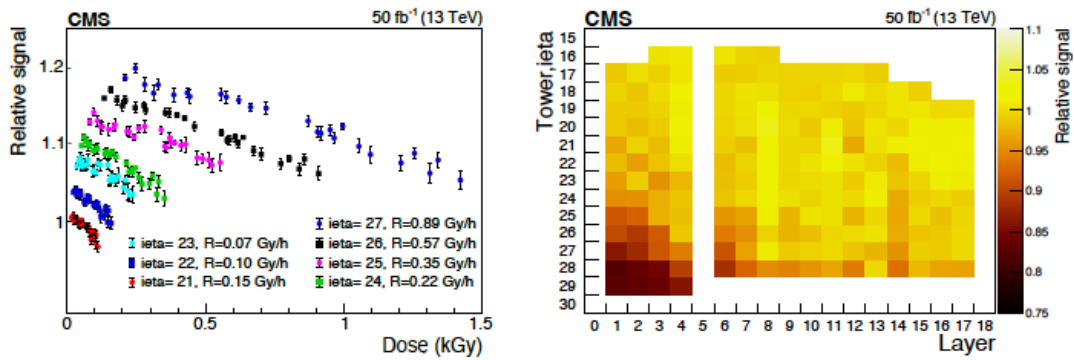 CMS 50 fb⁻¹ (13 TeV)
Relative signal
1.2
1.1
1
ieta= 27, R=0.89 Gy/h
ieta= 23, R=0.07 Gy/h ieta= 26, R=0.57 Gy/h
ieta= 22, R=0.10 Gy/h ieta= 25, R=0.35 Gy/h
ieta= 21, R=0.15 Gy/h ieta= 24, R=0.22 Gy/h
0 0.5 1 1.5
Dose (kGy)
CMS 50 fb⁻¹ (13 TeV)
Tower,ieta
15
16
17
18
19
20
21
22
23
24
25
26
27
28
29
30
0 1 2 3 4 5 6 7 8 9 10 11 12 13 14 15 16 17 18
Layer
1.1
1.05
1
0.95
0.9
0.85
0.8
0.75
Relative signal